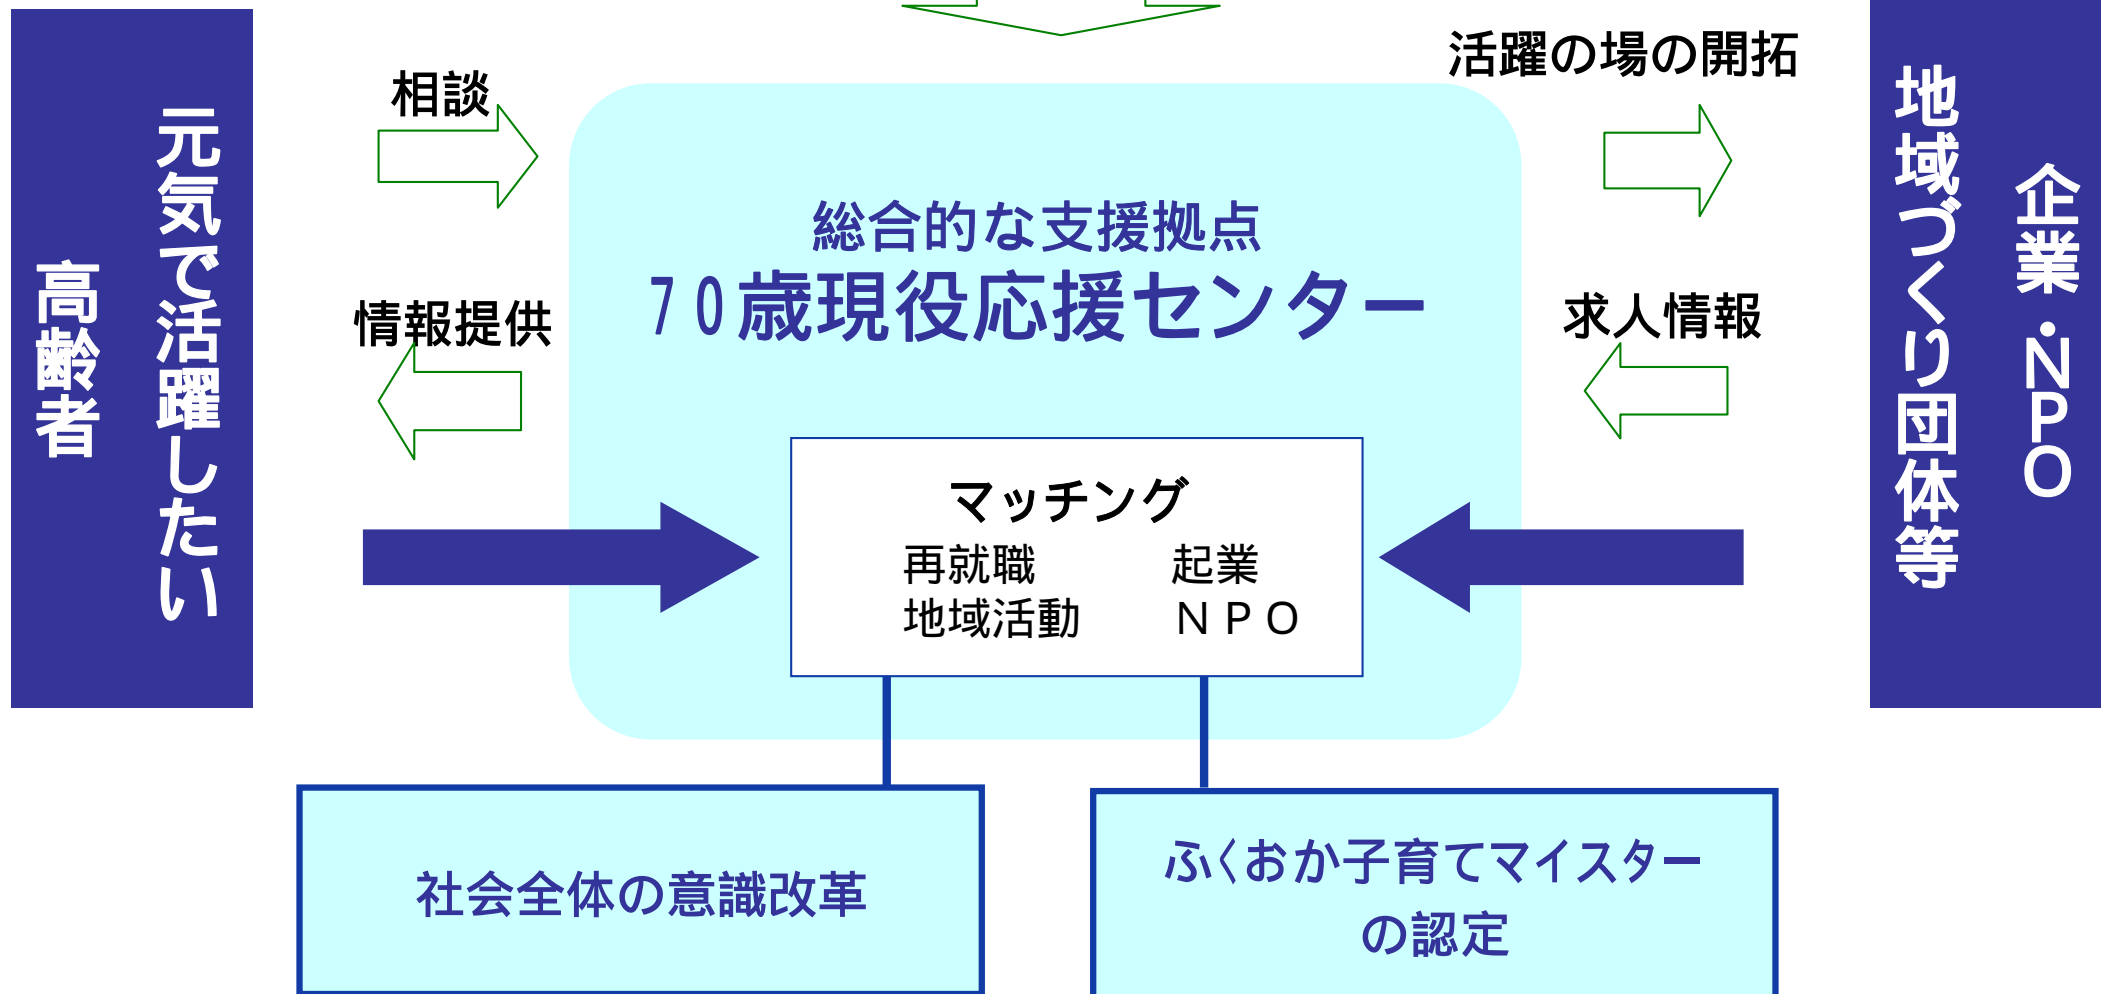 元気で活躍したい
高齢者
相談
情報提供
総合的な支援拠点
70歳現役応援センター
マッチング
再就職　起業
地域活動　ＮＰＯ
活躍の場の開拓
求人情報
企業・NPO
地域づくり団体等
社会全体の意識改革
ふくおか子育てマイスター
の認定